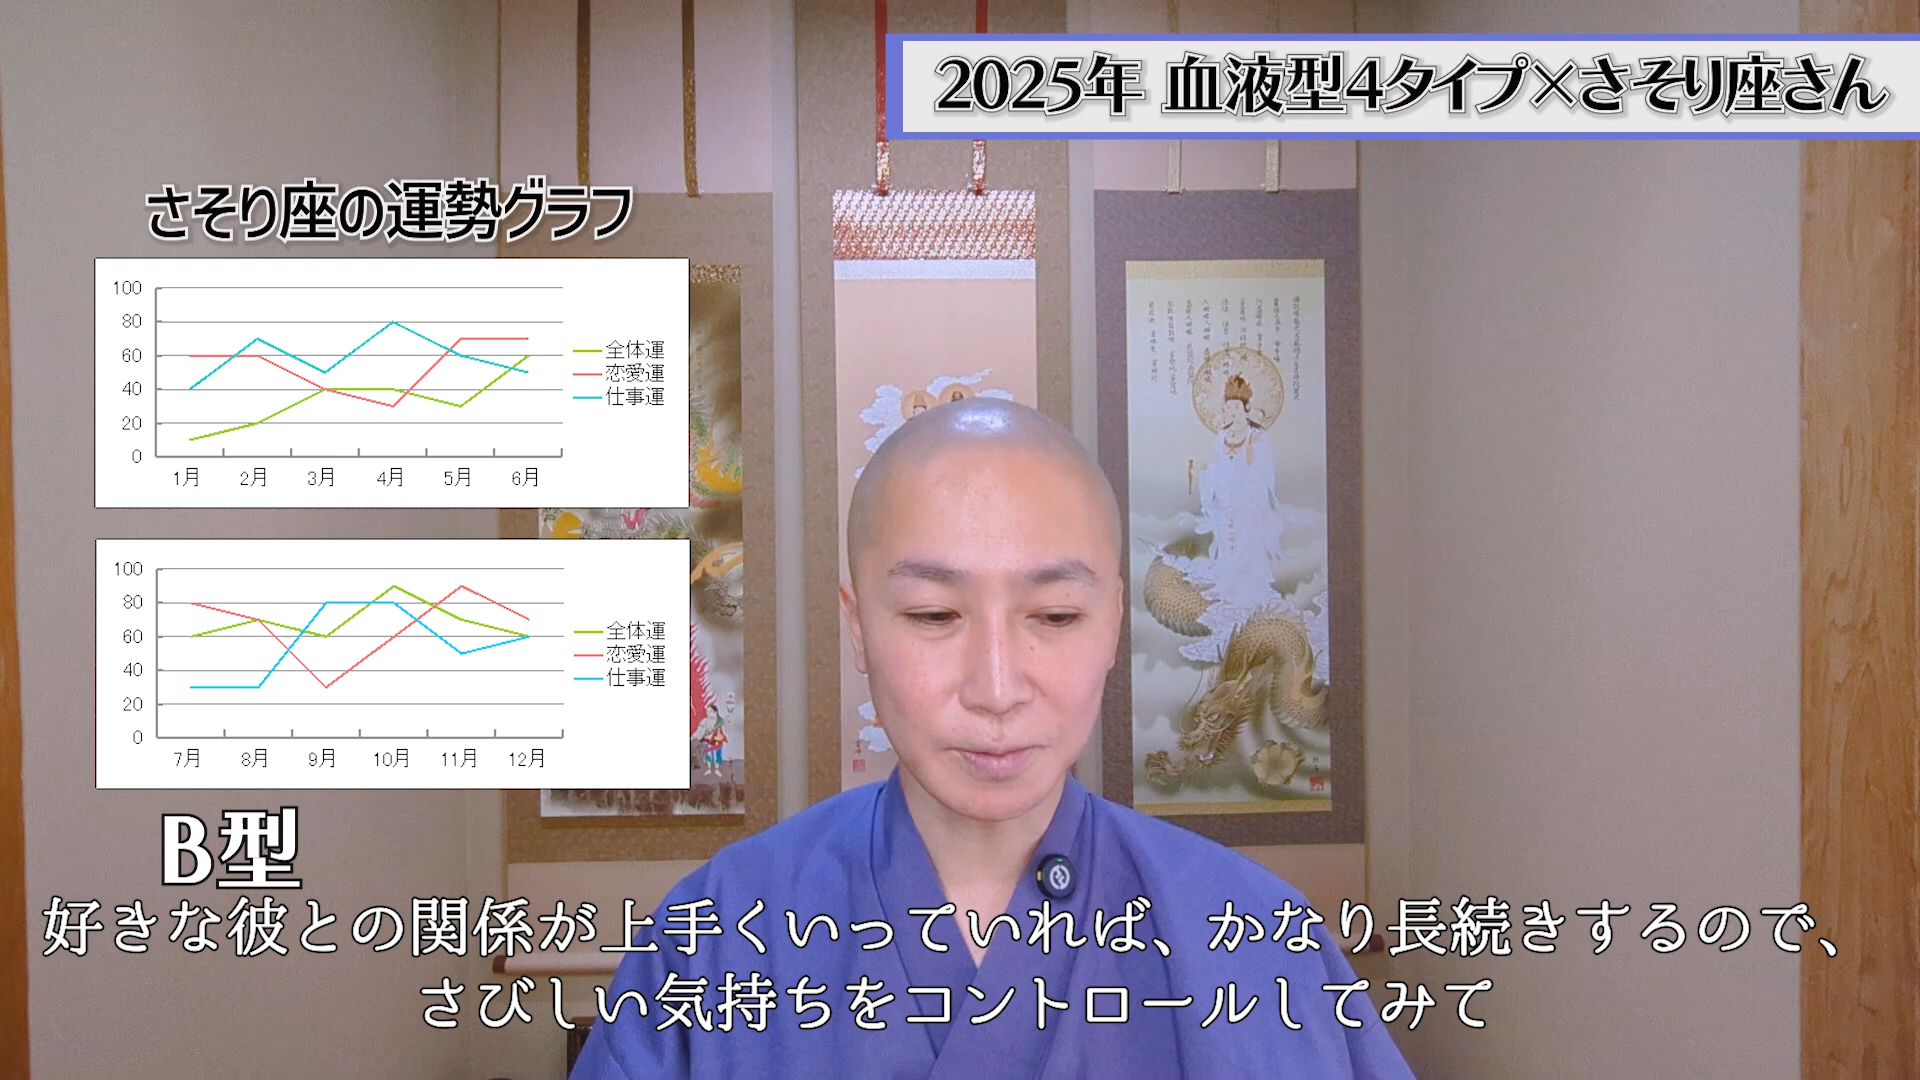 2025年 血液型4タイプ×さそり座さん
さそり座の運勢グラフ
100
80
60
40
20
0
1月 2月 3月 4月 5月 6月
全体運
恋愛運
仕事運
100
80
60
40
20
0
7月 8月 9月 10月 11月 12月
全体運
恋愛運
仕事運
B型
好きな彼との関係が上手くいっていれば、かなり長続きするので、
さびしい気持ちをコントロールしてみて